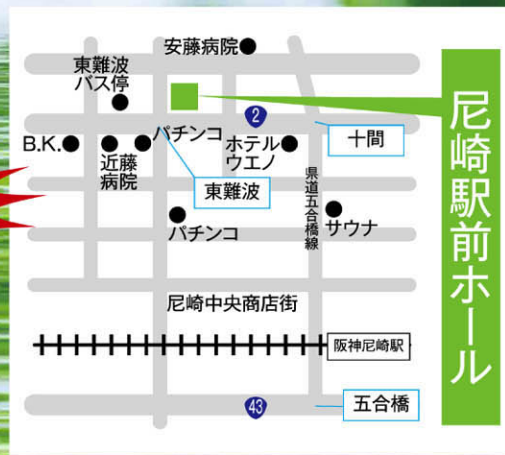 安藤病院
東難波
バス停
2
十間
B.K.
近藤
病院
パチンコ
ホテル
ウエノ
東難波
県道五合橋線
サウナ
パチンコ
尼崎中央商店街
阪神尼崎駅
43
五合橋
尼崎駅前ホール